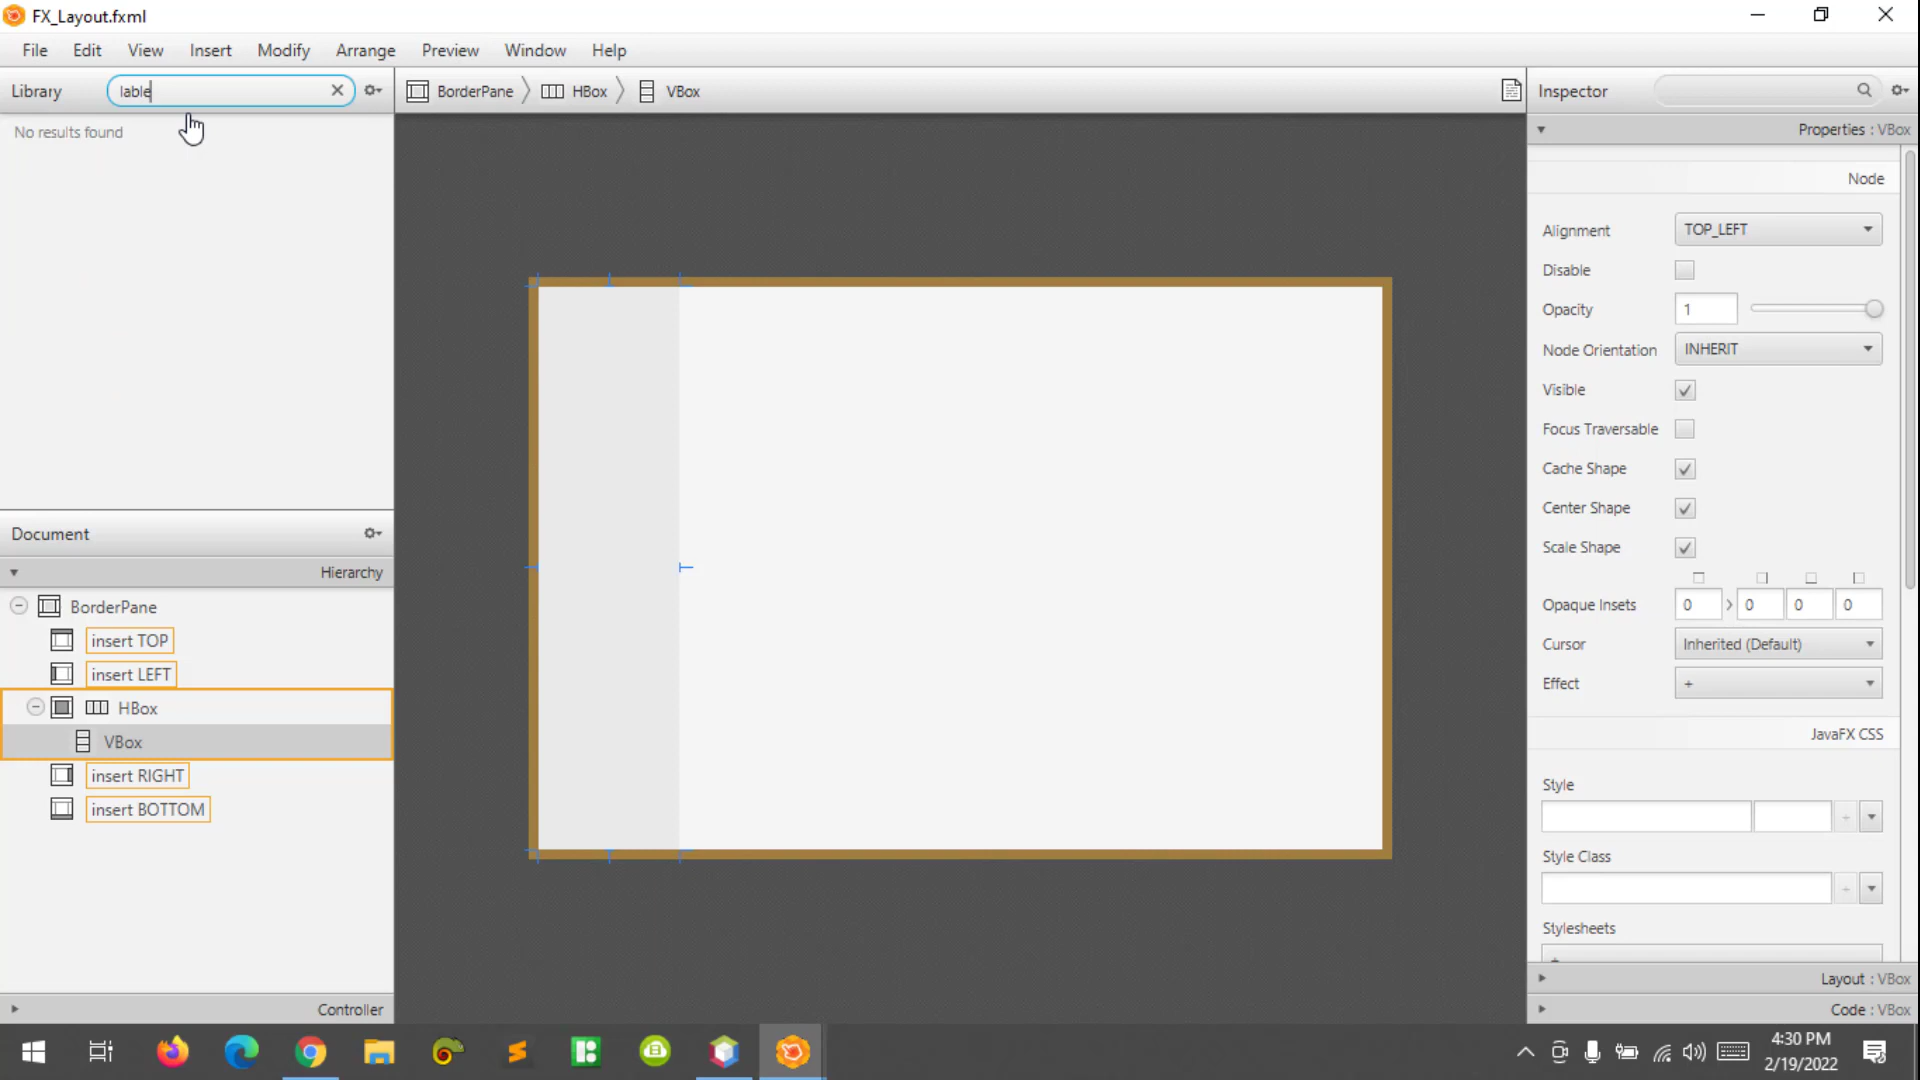 FX_Layout.fxml
File Edit View Insert Modify Arrange Preview Window Help
Library lable BorderPane HBox VBox Inspector
No results found
Properties : VBox
Node
Alignment TOP_LEFT
Disable
Opacity 1
Node Orientation INHERIT
Visible
Focus Traversable
Cache Shape
Center Shape
Scale Shape
Opaque Insets 0 0 0 0
Cursor Inherited (Default)
Effect +
JavaFX CSS
Style
Style Class
Stylesheets
+
Layout : VBox
Code : VBox
Document
Hierarchy
BorderPane
insert TOP
insert LEFT
HBox
VBox
insert RIGHT
insert BOTTOM
Controller
4:30 PM
2/19/2022